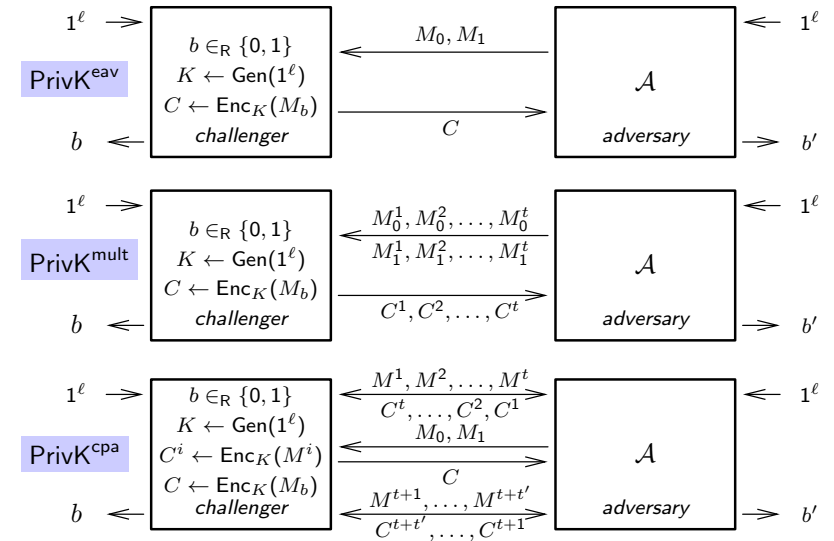 1^ℓ
M_0, M_1
1^ℓ
b ∈_R {0, 1}
K ← Gen(1^ℓ)
C ← Enc_K(M_b)
challenger
PrivK^eav
A
C
b
adversary
b′
1^ℓ
M_0^1, M_0^2, . . . , M_0^t
1^ℓ
M_1^1, M_1^2, . . . , M_1^t
b ∈_R {0, 1}
K ← Gen(1^ℓ)
C ← Enc_K(M_b)
challenger
PrivK^mult
A
C^1, C^2, . . . , C^t
b
adversary
b′
1^ℓ
M^1, M^2, . . . , M^t
1^ℓ
C^t, . . . , C^2, C^1
b ∈_R {0, 1}
K ← Gen(1^ℓ)
C^i ← Enc_K(M^i)
C ← Enc_K(M_b)
challenger
M_0, M_1
PrivK^cpa
A
C
M^{t+1}, . . . , M^{t+t′}
b
adversary
b′
C^{t+t′}, . . . , C^{t+1}